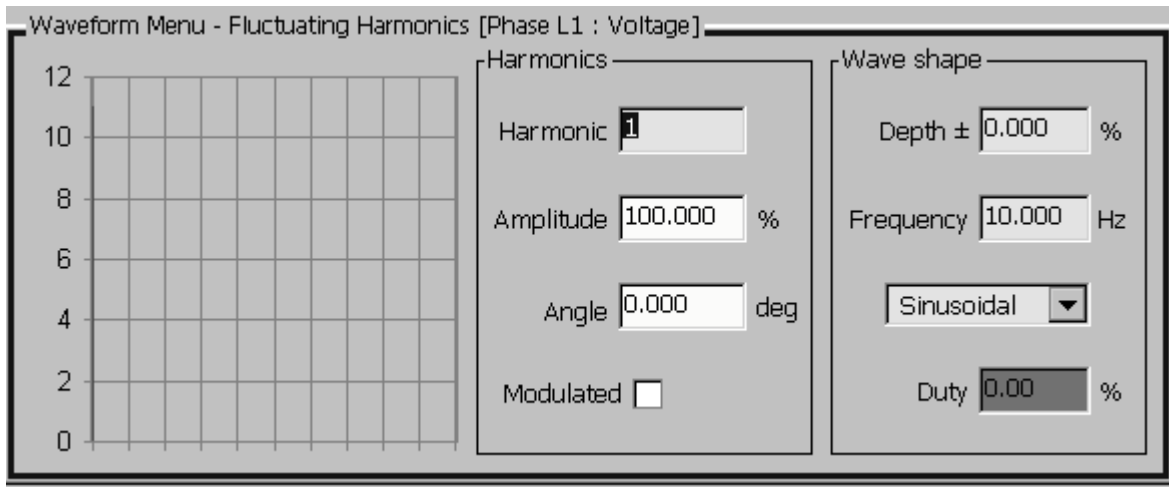 Waveform Menu - Fluctuating Harmonics [Phase L1 : Voltage]
12
10
8
6
4
2
0
Harmonics
Harmonic 1
Amplitude 100.000 %
Angle 0.000 deg
Modulated
Wave shape
Depth ± 0.000 %
Frequency 10.000 Hz
Sinusoidal
Duty 0.00 %